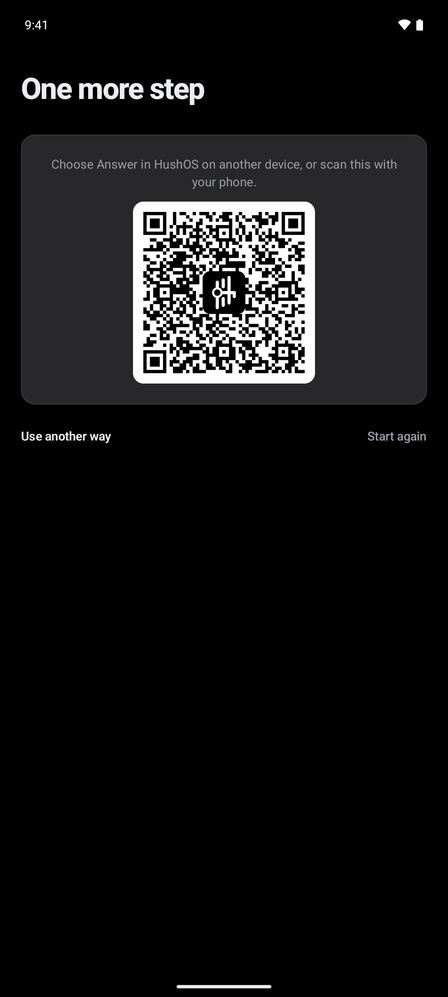 9:41
One more step
Choose Answer in HushOS on another device, or scan this with
your phone.
Use another way
Start again